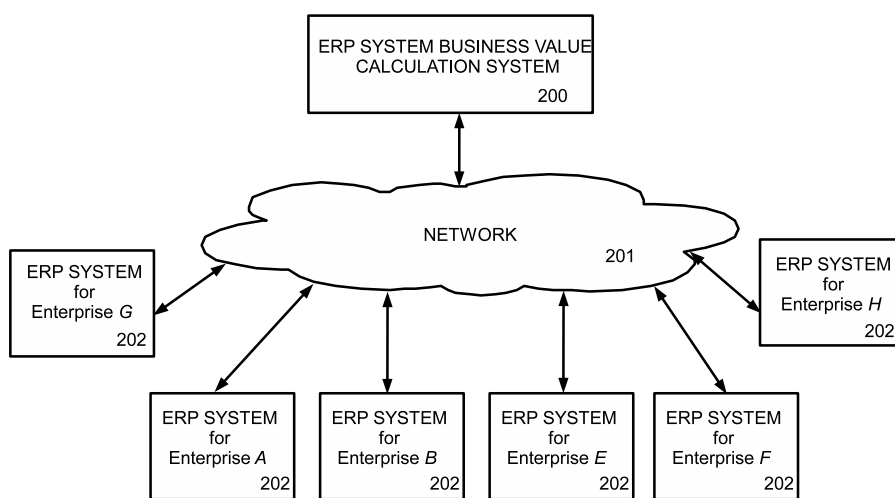 ERP SYSTEM BUSINESS VALUE
CALCULATION SYSTEM
200
NETWORK
201
ERP SYSTEM
for
Enterprise G
202
ERP SYSTEM
for
Enterprise H
202
ERP SYSTEM
for
Enterprise A
202
ERP SYSTEM
for
Enterprise B
202
ERP SYSTEM
for
Enterprise E
202
ERP SYSTEM
for
Enterprise F
202